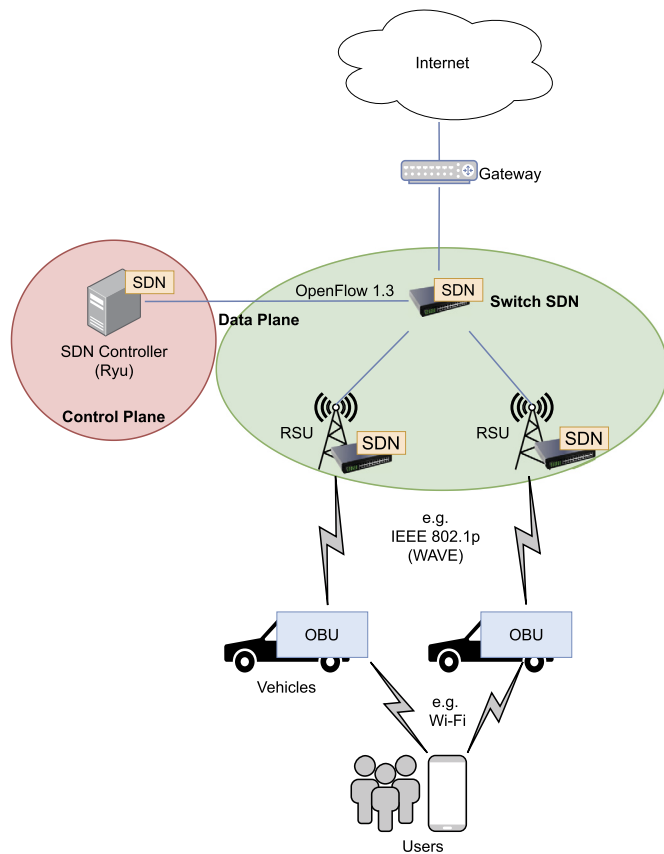 Internet
Gateway
SDN
OpenFlow 1.3
SDN
Switch SDN
Data Plane
SDN Controller
(Ryu)
Control Plane
RSU
SDN
RSU
SDN
e.g.
IEEE 802.1p
(WAVE)
OBU
OBU
Vehicles
e.g.
Wi-Fi
Users